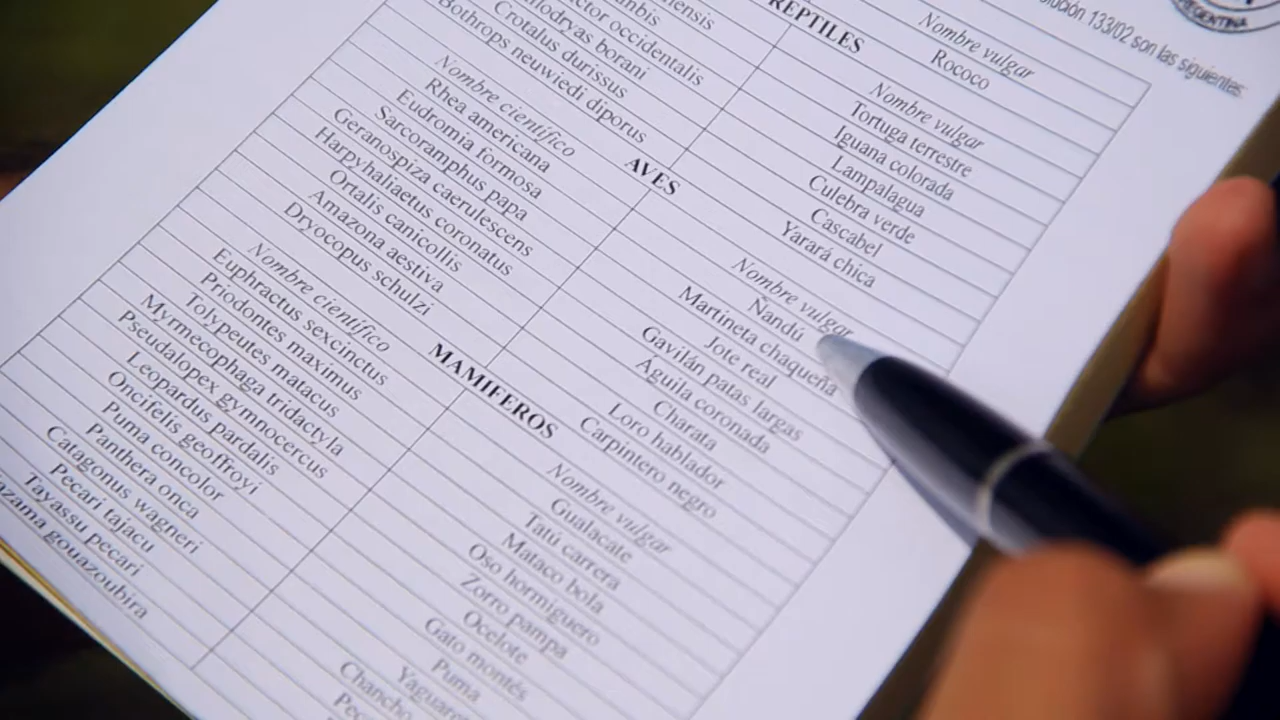 133/02 son las siguientes:
Nombre vulgar
Rococo
REPTILES
Nombre vulgar
Tortuga terrestre
occidentalis Iguana colorada
borani Lampalagua
Crotalus durissus Culebra verde
Bothrops neuwiedi diporus Cascabel
Yarará chica
AVES
Nombre científico Nombre vulgar
Rhea americana Ñandú
Eudromia formosa Martineta chaqueña
Sarcoramphus papa Jote real
Geranospiza caerulescens Gavilán patas largas
Harpyhaliaetus coronatus Águila coronada
Ortalis canicollis Charata
Amazona aestiva Loro hablador
Dryocopus schulzi Carpintero negro
MAMIFEROS
Nombre científico Nombre vulgar
Euphractus sexcinctus Gualacate
Priodontes maximus Tatú carrera
Tolypeutes matacus Mataco bola
Myrmecophaga tridactyla Oso hormiguero
Pseudalopex gymnocercus Zorro pampa
Leopardus pardalis Ocelote
Oncifelis geoffroyi Gato montés
Puma concolor Puma
Panthera onca
Catagonus wagneri Chancho
Pecari tajacu
Tayassu pecari
gouazoubira